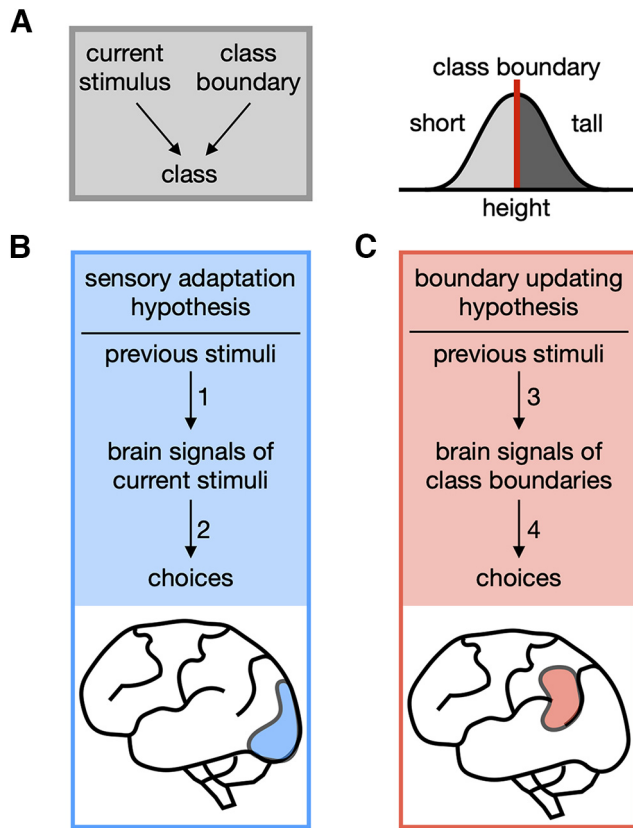 A
current
stimulus
class
boundary
class
class boundary
short
tall
height
B
sensory adaptation
hypothesis
previous stimuli
1
brain signals of
current stimuli
2
choices
C
boundary updating
hypothesis
previous stimuli
3
brain signals of
class boundaries
4
choices